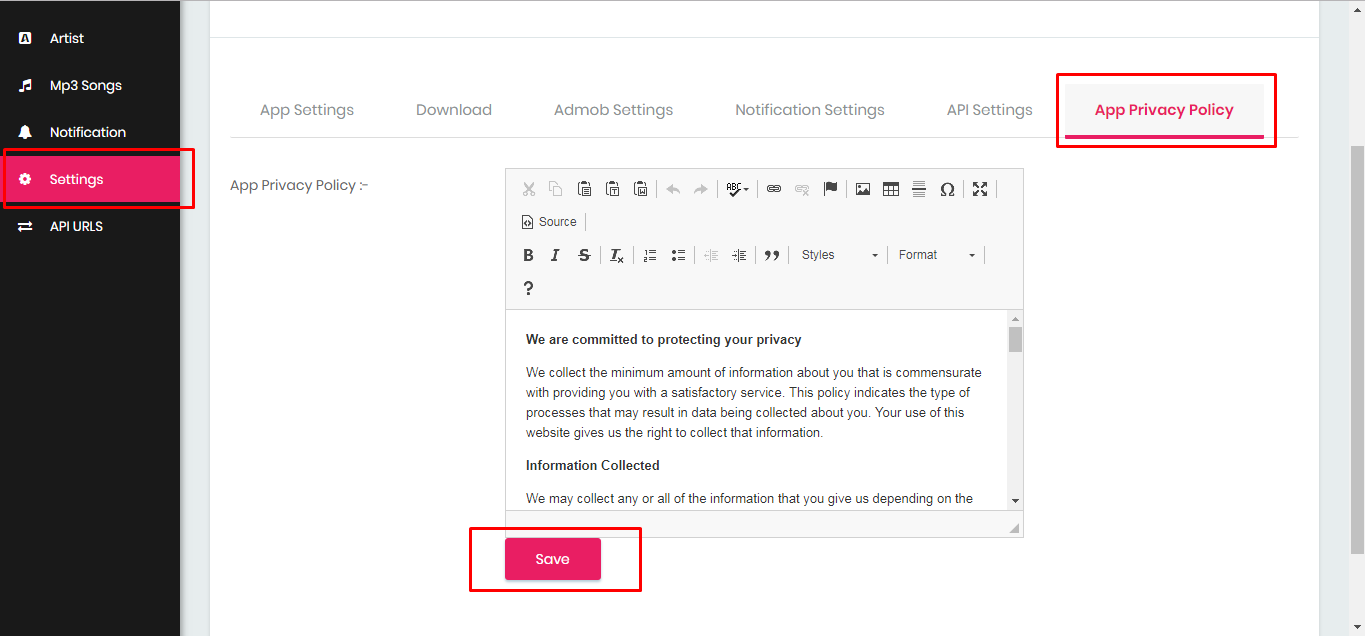 Artist
Mp3 Songs
Notification
Settings
API URLS
App Settings
Download
Admob Settings
Notification Settings
API Settings
App Privacy Policy
App Privacy Policy :-
ABC
Source
B I S Tx
Styles
Format
?
We are committed to protecting your privacy
We collect the minimum amount of information about you that is commensurate
with providing you with a satisfactory service. This policy indicates the type of
processes that may result in data being collected about you. Your use of this
website gives us the right to collect that information.
Information Collected
We may collect any or all of the information that you give us depending on the
Save